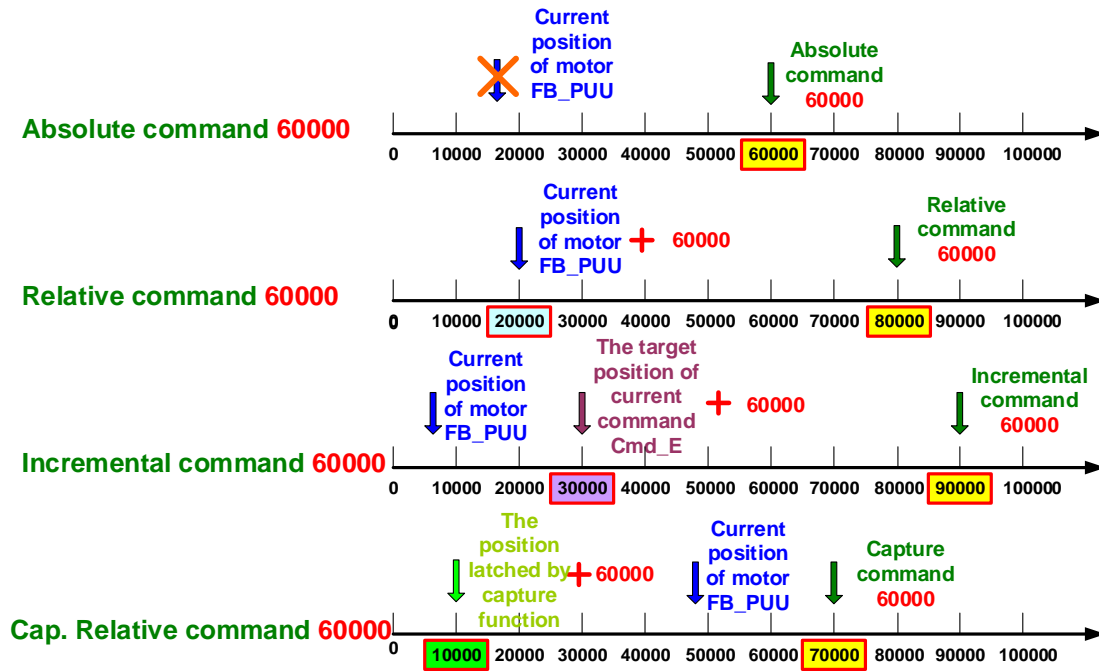 Current
position
of motor
FB_PUU
Absolute
command
60000
Absolute command 60000
0 10000 20000 30000 40000 50000 60000 70000 80000 90000 100000
Current
position
of motor
FB_PUU
+ 60000
Relative
command
60000
Relative command 60000
0 10000 20000 30000 40000 50000 60000 70000 80000 90000 100000
Current
position
of motor
FB_PUU
The target
position of
current
command
Cmd_E
+ 60000
Incremental
command
60000
Incremental command 60000
0 10000 20000 30000 40000 50000 60000 70000 80000 90000 100000
The
position
latched by
capture
function
+ 60000
Current
position
of motor
FB_PUU
Capture
command
60000
Cap. Relative command 60000
0 10000 20000 30000 40000 50000 60000 70000 80000 90000 100000